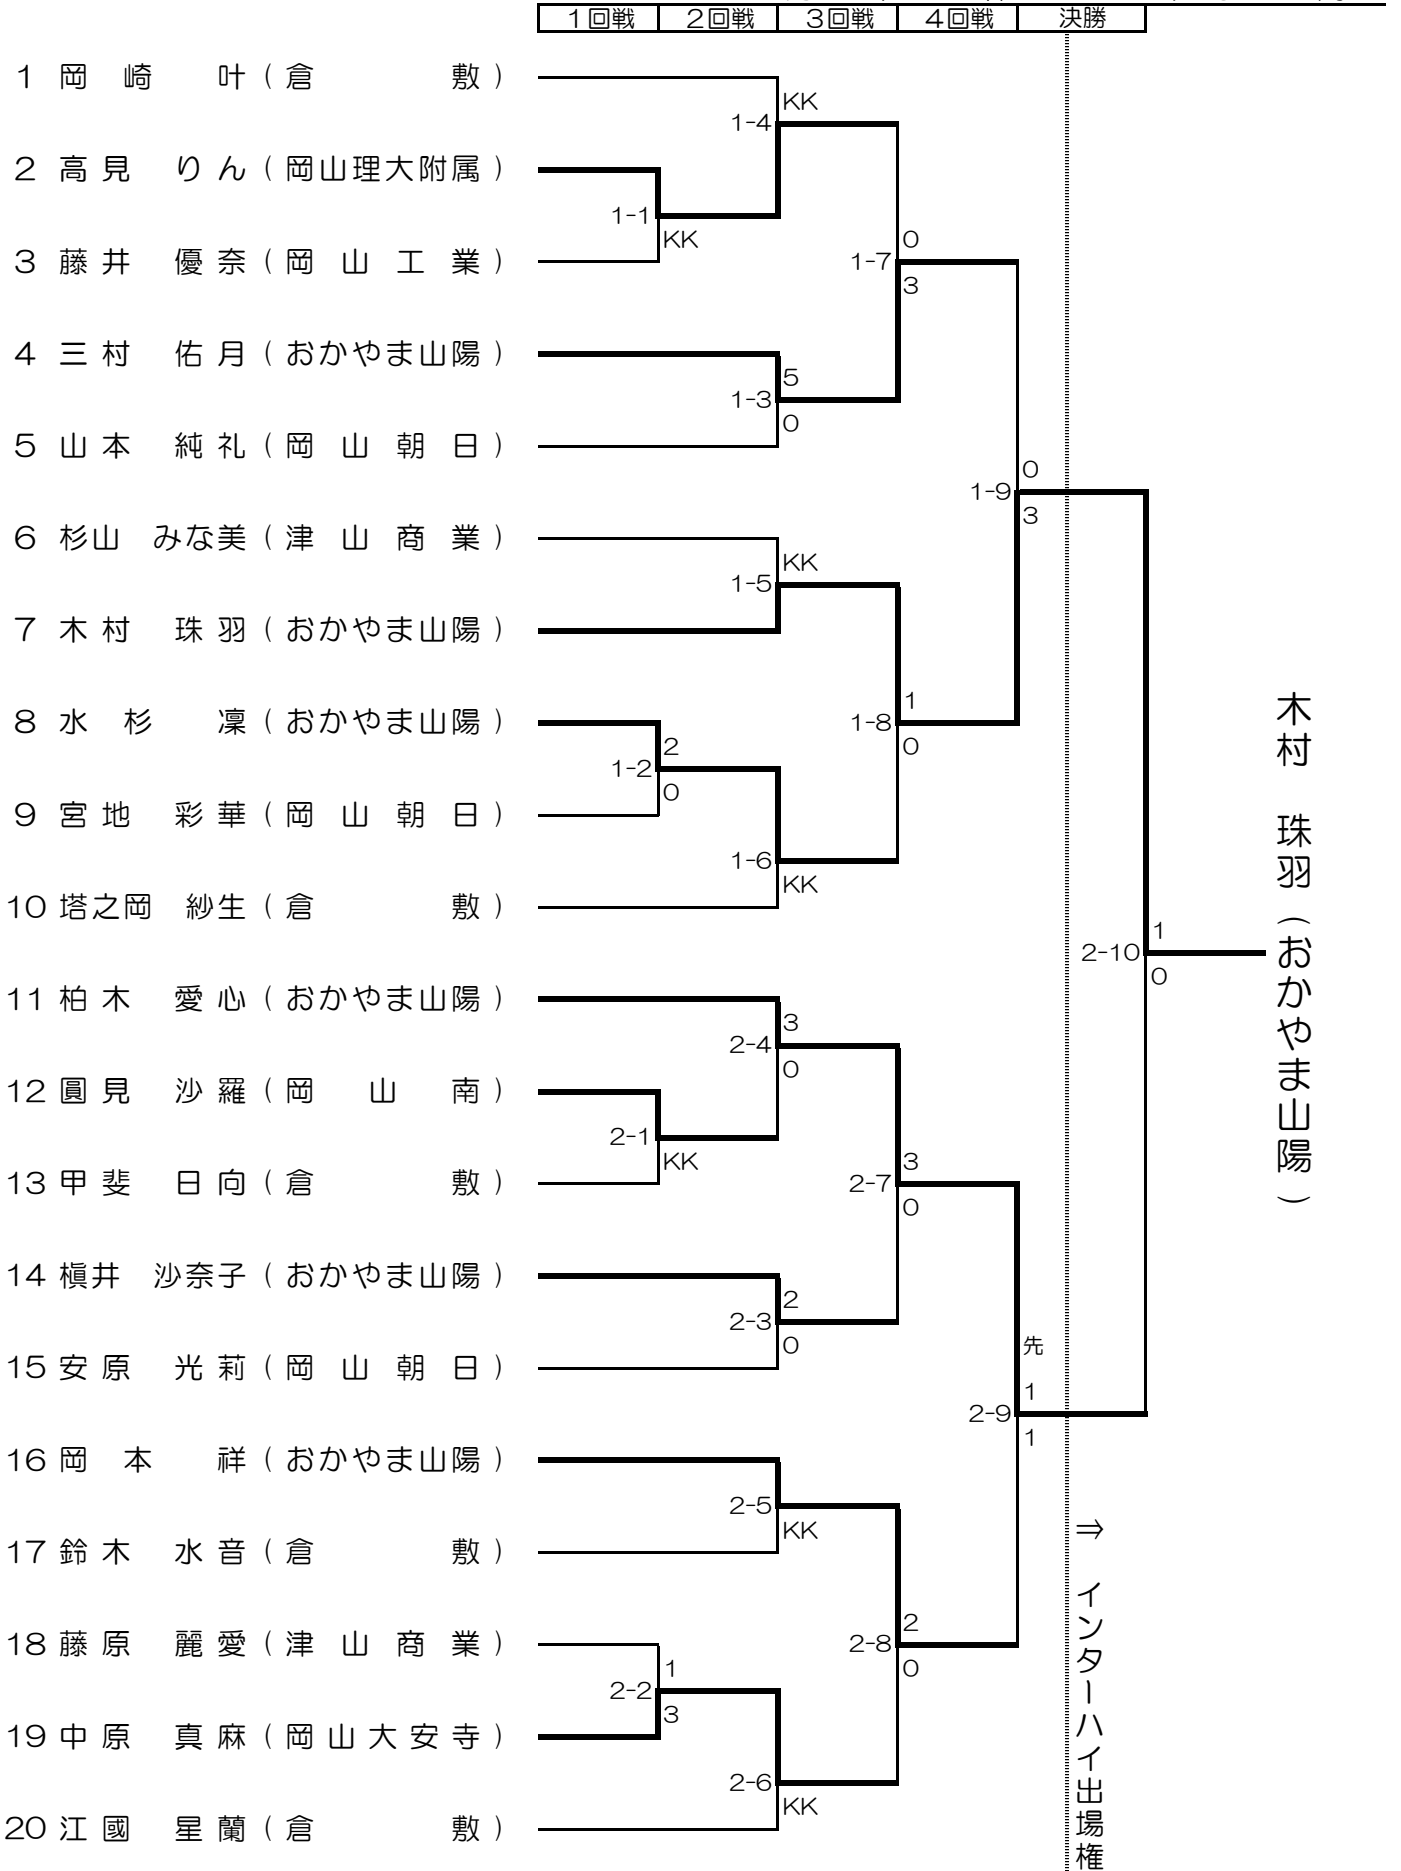 1回戦 2回戦 3回戦 4回戦 決勝
1 岡 崎 叶 ( 倉 敷 )
KK
1-4
2 高 見 り ん ( 岡山理大附属 )
1-1
KK
3 藤 井 優 奈 ( 岡 山 工 業 )
0
1-7
3
4 三 村 佑 月 ( おかやま山陽 )
5
1-3
0
5 山 本 純 礼 ( 岡 山 朝 日 )
0
1-9
3
6 杉山 みな美 ( 津 山 商 業 )
KK
1-5
7 木 村 珠 羽 ( おかやま山陽 )
1
8 水 杉 凜 ( おかやま山陽 )
1-8
2
0
1-2
0
9 宮 地 彩 華 ( 岡 山 朝 日 )
1-6
KK
10 塔之岡 紗生 ( 倉 敷 )
1
2-10
0
木村 珠羽（おかやま山陽）
11 柏 木 愛 心 ( おかやま山陽 )
3
2-4
0
12 圓 見 沙 羅 ( 岡 山 南 )
2-1
KK
3
13 甲 斐 日 向 ( 倉 敷 )
2-7
0
14 槇井 沙奈子 ( おかやま山陽 )
2
2-3
0
先
15 安 原 光 莉 ( 岡 山 朝 日 )
1
2-9
1
16 岡 本 祥 ( おかやま山陽 )
2-5
KK
⇒ インターハイ出場権
17 鈴 木 水 音 ( 倉 敷 )
2
18 藤 原 麗 愛 ( 津 山 商 業 )
2-8
0
1
2-2
3
19 中 原 真 麻 ( 岡 山 大 安 寺 )
2-6
KK
20 江 國 星 蘭 ( 倉 敷 )